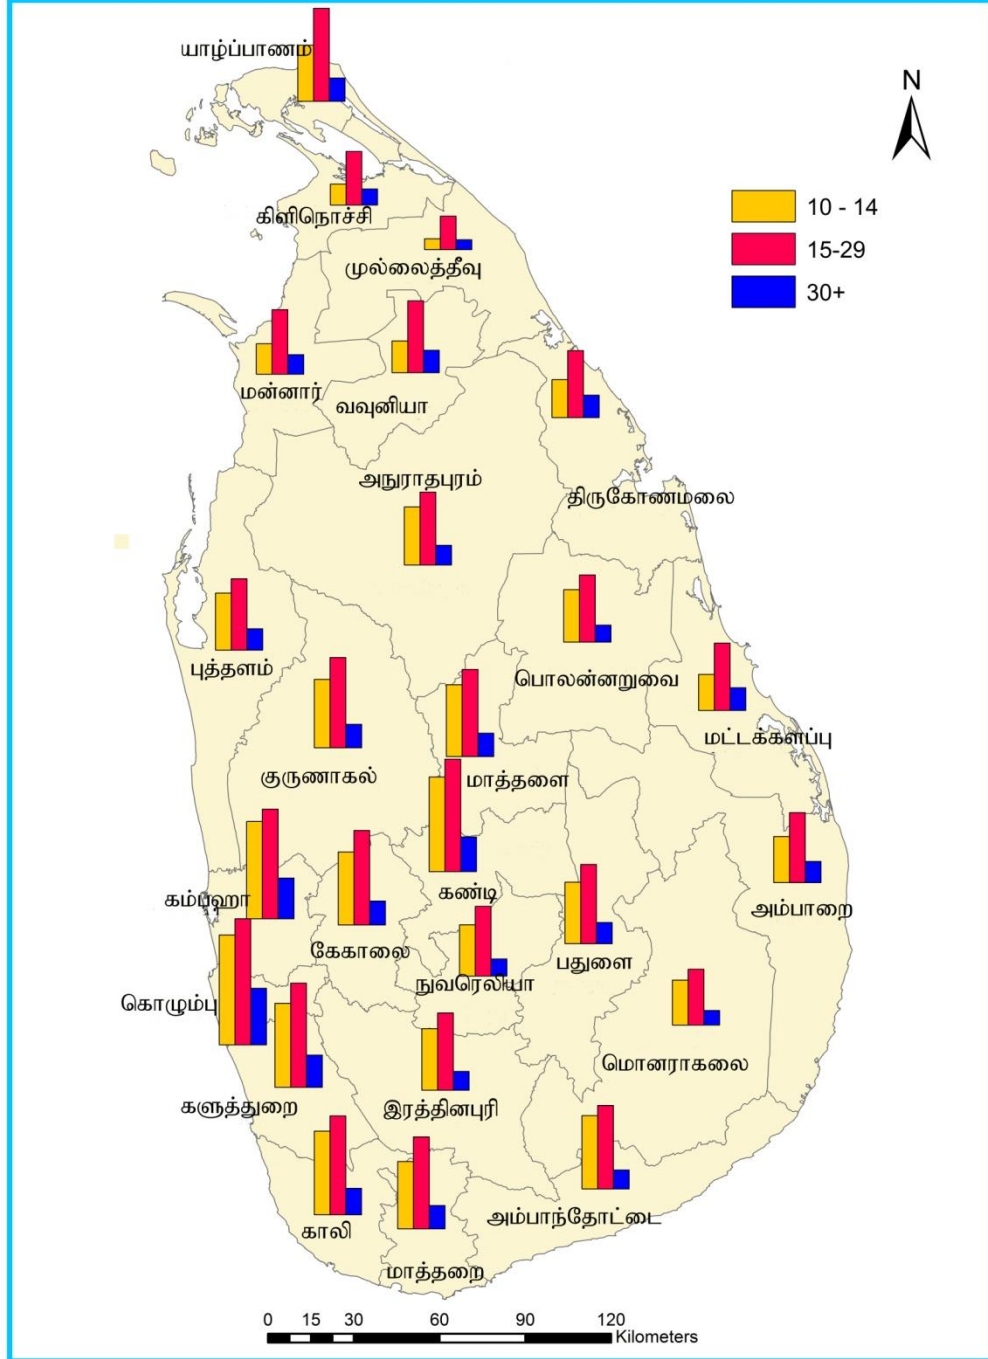 யாழ்ப்பாணம்
N
10 - 14
15-29
30+
கிளிநொச்சி
முல்லைத்தீவு
மன்னார்
வவுனியா
அநுராதபுரம்
திருகோணமலை
புத்தளம்
பொலன்னறுவை
மட்டக்களப்பு
குருணாகல்
மாத்தளை
கம்பஹா
கண்டி
அம்பாறை
கேகாலை
பதுளை
நுவரெலியா
கொழும்பு
மொனராகலை
களுத்துறை
இரத்தினபுரி
காலி
அம்பாந்தோட்டை
மாத்தறை
0 15 30 60 90 120
Kilometers